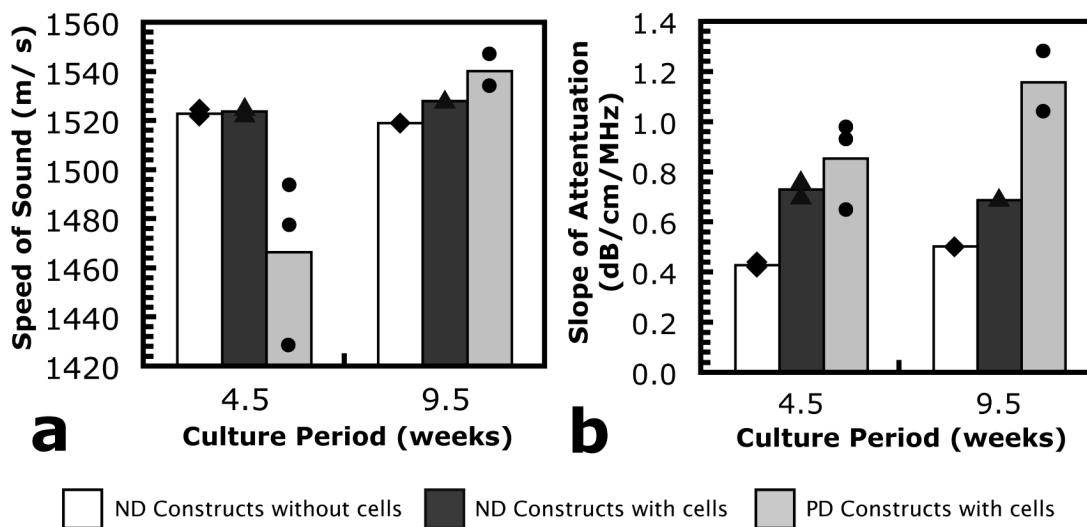 1560
1540
1520
1500
1480
1460
1440
1420
Speed of Sound (m/ s)
4.5 9.5
Culture Period (weeks)
a
1.4
1.2
1.0
0.8
0.6
0.4
0.2
0.0
Slope of Attentuation
(dB/cm/MHz)
4.5 9.5
Culture Period (weeks)
b
ND Constructs without cells ND Constructs with cells PD Constructs with cells